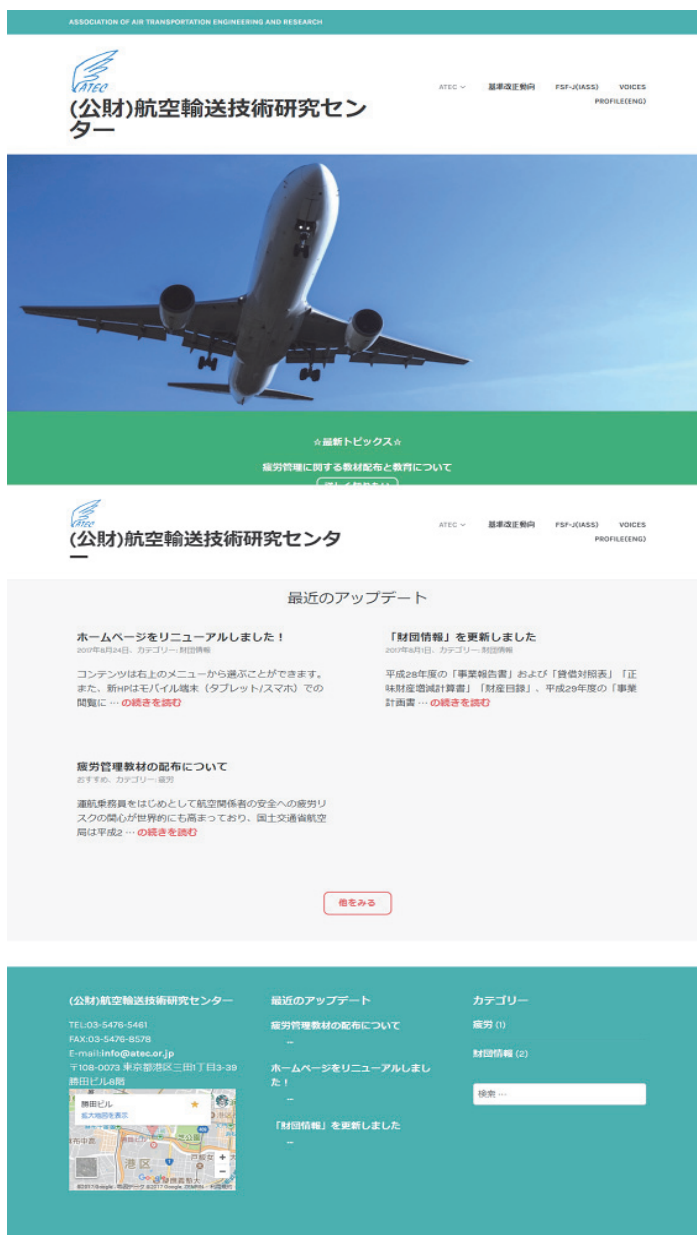 ASSOCIATION OF AIR TRANSPORTATION ENGINEERING AND RESEARCH
ATEC
(公財)航空輸送技術研究セン
ター
ATEC
基準改正動向
FSF-J(IASS)
VOICES
PROFILE(ENG)
☆最新トピックス☆
疲労管理に関する教材配布と教育について
ATEC
(公財)航空輸送技術研究センタ
ー
ATEC
基準改正動向
FSF-J(IASS)
VOICES
PROFILE(ENG)
最近のアップデート
ホームページをリニューアルしました！
2017年8月24日、カテゴリー: 財団情報
コンテンツは右上のメニューから選ぶことができます。
また、新HPはモバイル端末（タブレット/スマホ）での
閲覧に … の続きを読む
「財団情報」を更新しました
2017年8月1日、カテゴリー: 財団情報
平成28年度の「事業報告書」および「貸借対照表」「正
味財産増減計算書」「財産目録」、平成29年度の「事業
計画書 … の続きを読む
疲労管理教材の配布について
おすすめ、カテゴリー: 疲労
運航乗務員をはじめとして航空関係者の安全への疲労リ
スクの関心が世界的にも高まっており、国土交通省航空
局は平成2 … の続きを読む
他をみる
(公財)航空輸送技術研究センター
TEL:03-5476-5461
FAX:03-5476-8578
E-mail:info@atec.or.jp
〒108-0073 東京都港区三田1丁目3-39
勝田ビル8階
勝田ビル
拡大地図を表示
港区
最近のアップデート
疲労管理教材の配布について
ホームページをリニューアルしまし
た！
「財団情報」を更新しました
カテゴリー
疲労 (1)
財団情報 (2)
検索 …